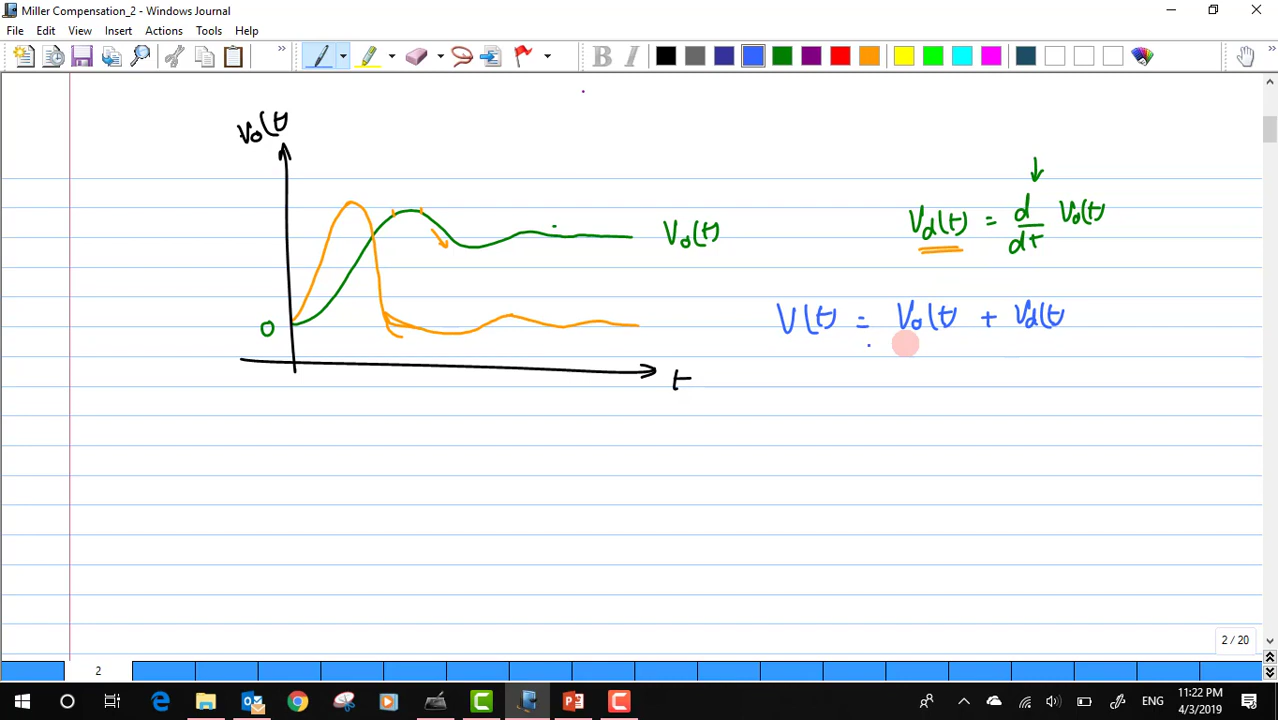 Miller Compensation_2 - Windows Journal
File Edit View Insert Actions Tools Help
B I
Vo(t
Vd(t) = d/dt Vo(t)
Vo(t)
V(t) = Vo(t + Vd(t
0
t
2 / 20
2
ENG
11:22 PM
4/3/2019